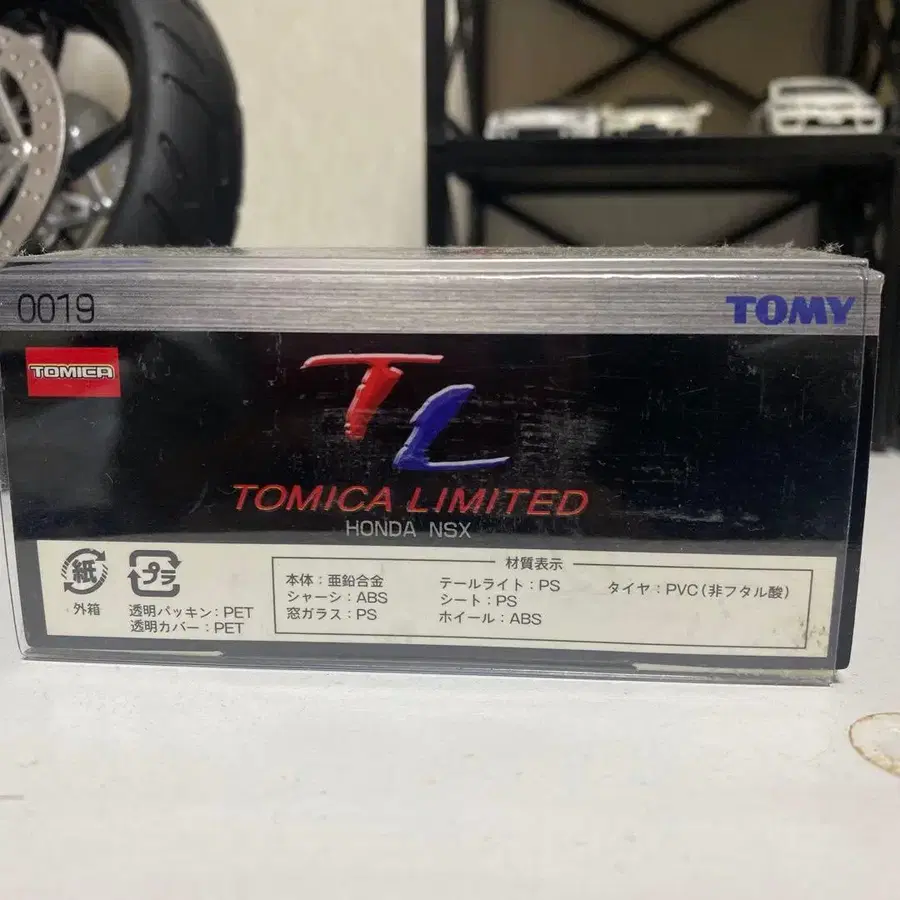 0019
TOMY
TOMICA
TL
TOMICA LIMITED
HONDA NSX
紙
外箱
プラ
透明パッキン：PET
透明カバー：PET
材質表示
本体：亜鉛合金
シャーシ：ABS
窓ガラス：PS
テールライト：PS
シート：PS
ホイール：ABS
タイヤ：PVC（非フタル酸）